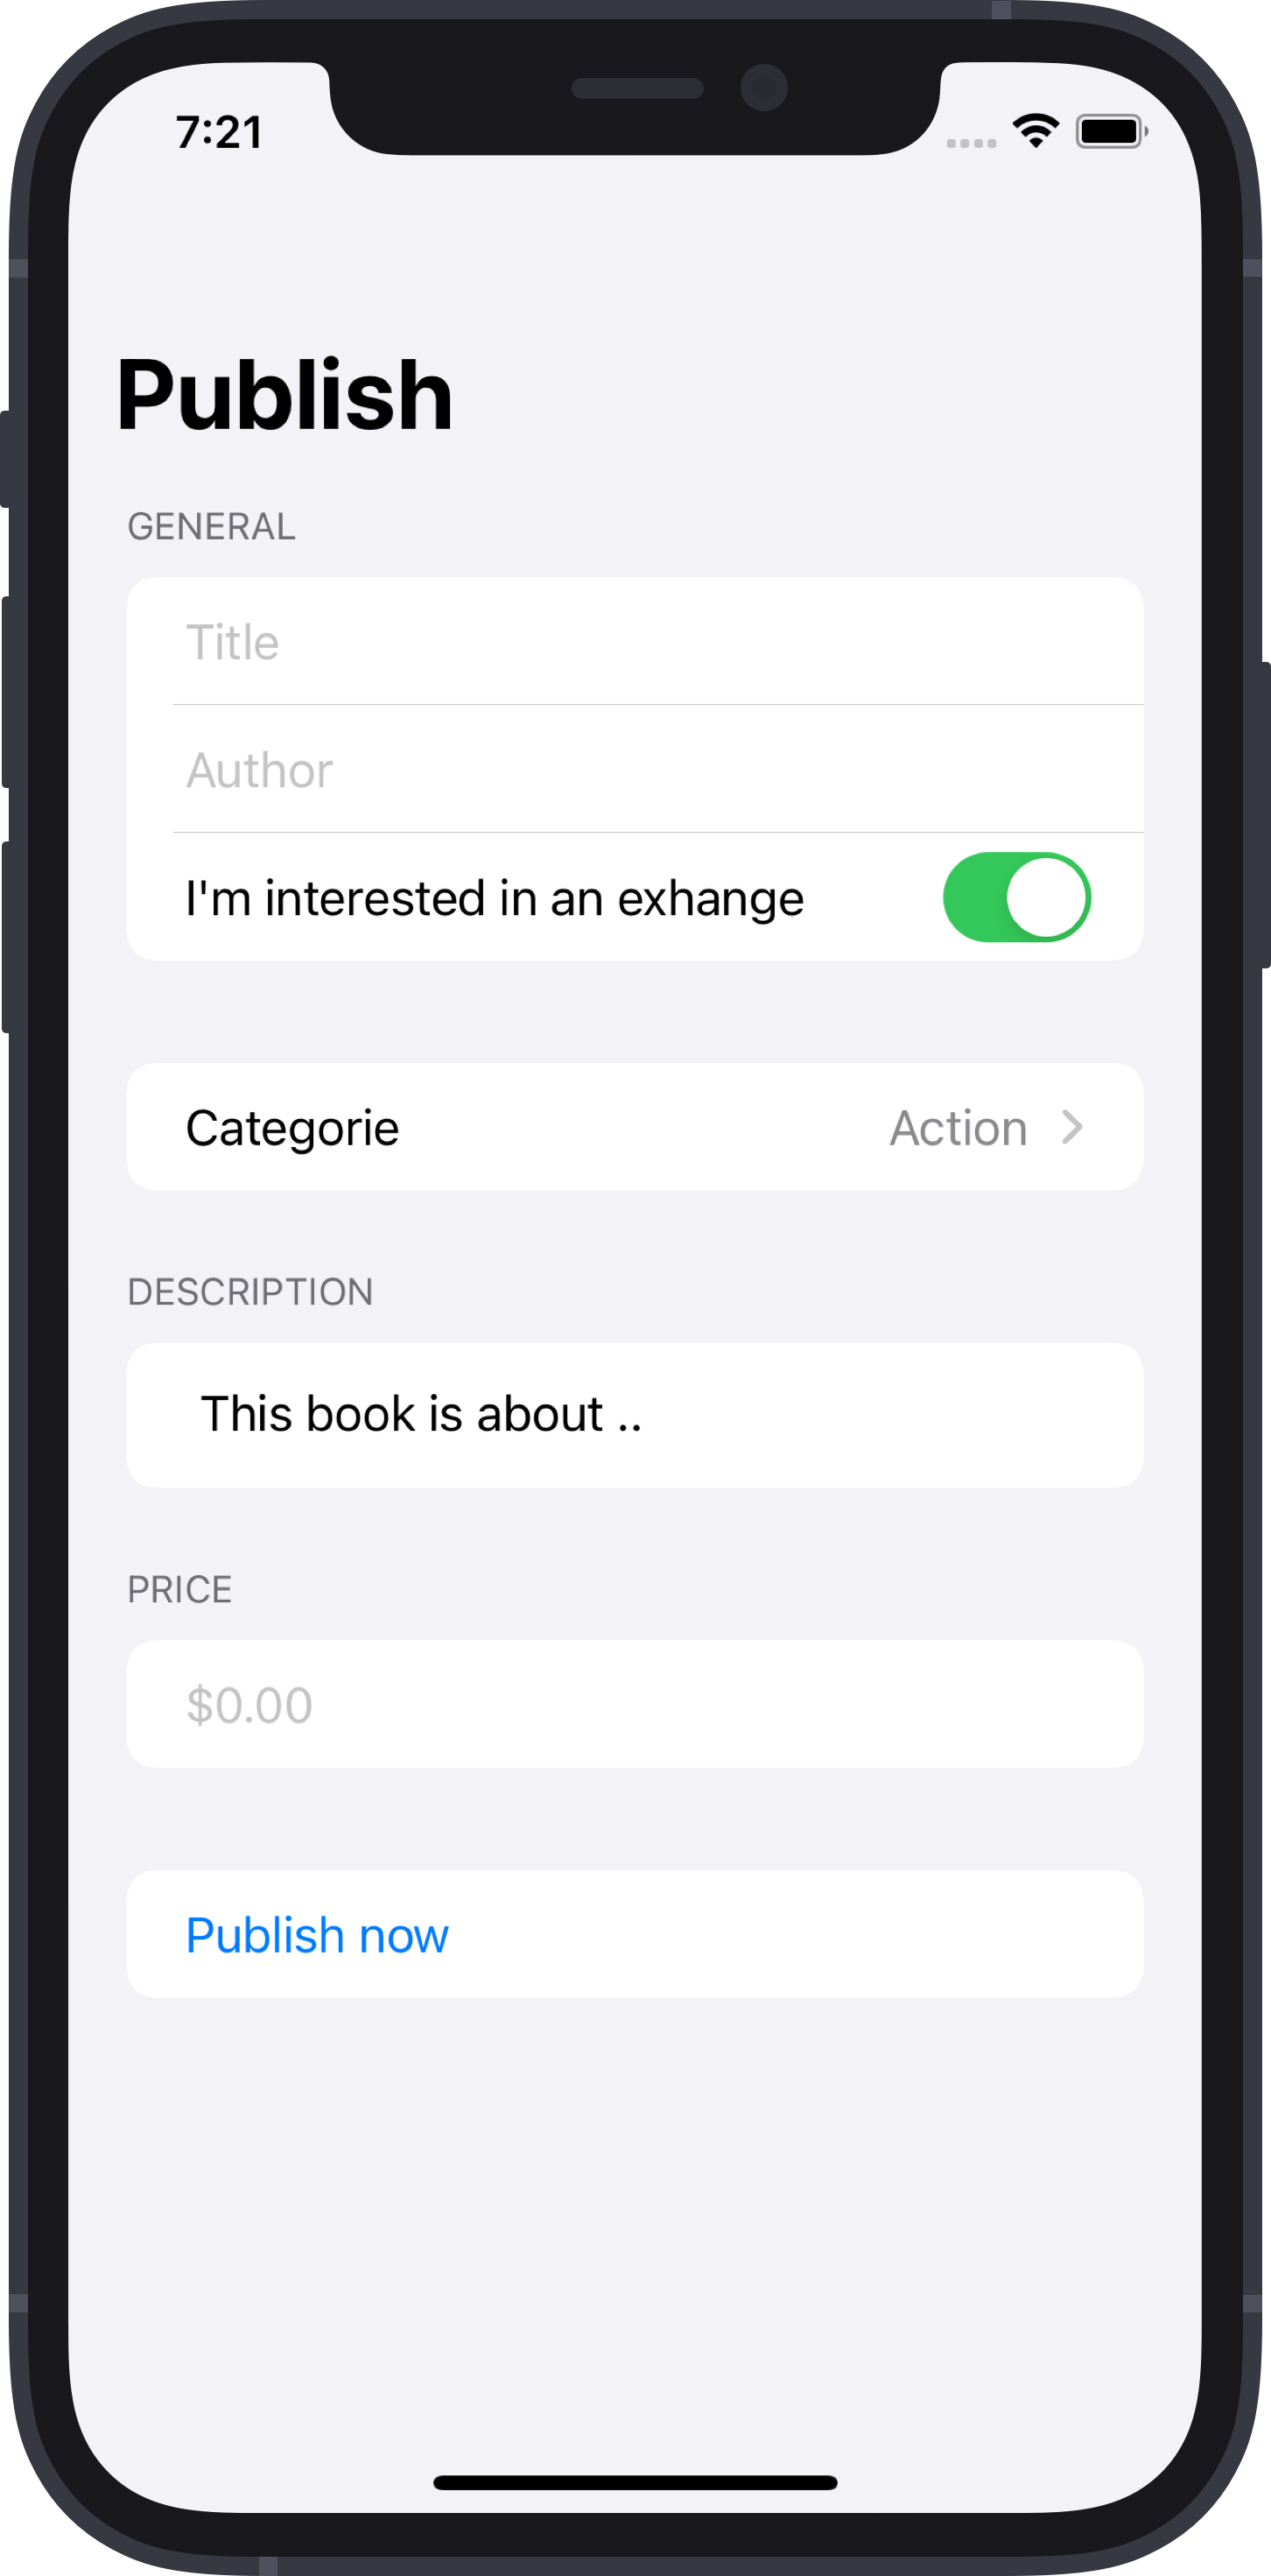 7:21
Publish
GENERAL
Title
Author
I'm interested in an exhange
Categorie Action
DESCRIPTION
This book is about ..
PRICE
$0.00
Publish now